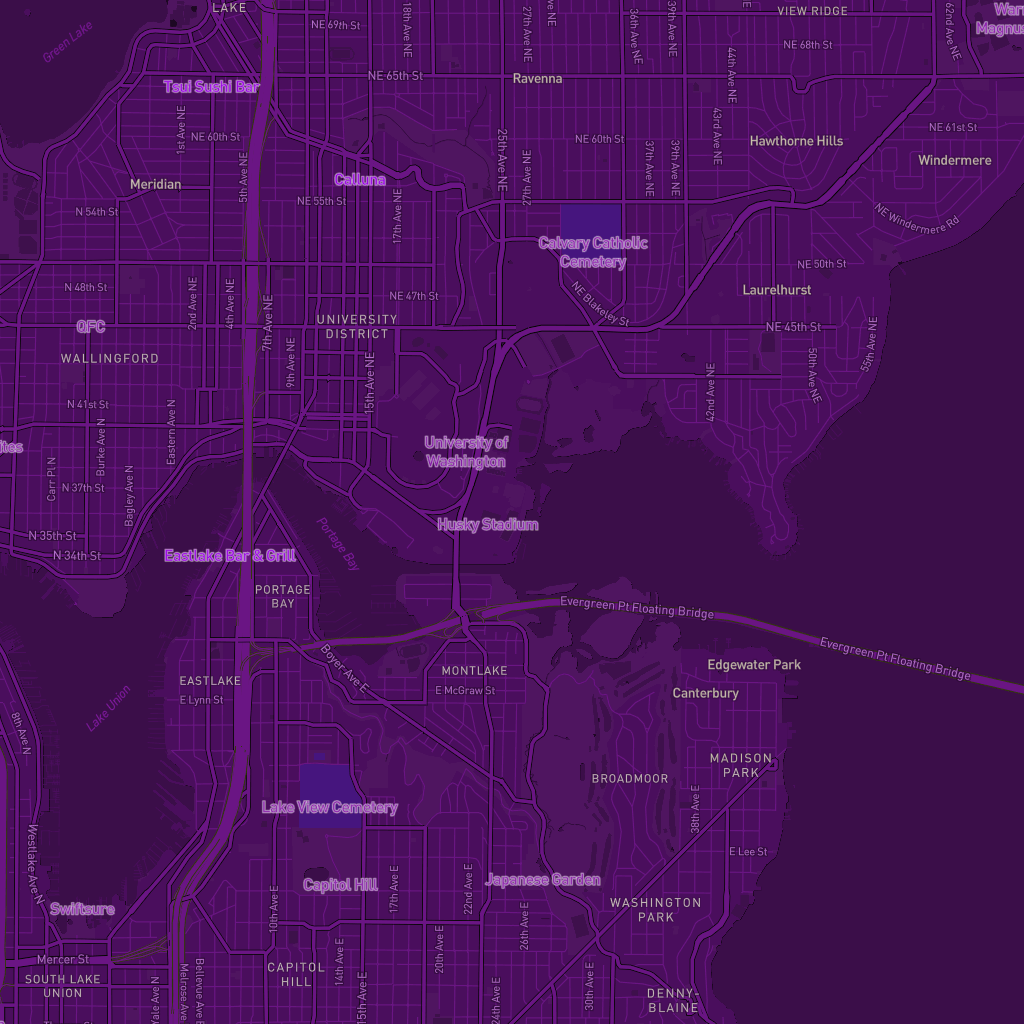 LAKE
NE 69th St
18th Ave NE
27th Ave NE
36th Ave NE
39th Ave NE
VIEW RIDGE
62nd Ave NE
Green Lake
NE 68th St
44th Ave NE
Tsui Sushi Bar
NE 65th St
Ravenna
1st Ave NE
NE 60th St
25th Ave NE
NE 60th St
43rd Ave NE
Hawthorne Hills
NE 61st St
Windermere
5th Ave NE
Meridian
Calluna
27th Ave NE
37th Ave NE
39th Ave NE
N 54th St
NE 55th St
17th Ave NE
NE Windermere Rd
Calvary Catholic
Cemetery
NE 50th St
N 48th St
2nd Ave NE
4th Ave NE
7th Ave NE
NE 47th St
NE Blakeley St
Laurelhurst
QFC
UNIVERSITY
DISTRICT
NE 45th St
55th Ave NE
WALLINGFORD
9th Ave NE
15th Ave NE
42nd Ave NE
50th Ave NE
N 41st St
Eastern Ave N
Burke Ave N
University of
Washington
Carr Pl N
N 37th St
Bagley Ave N
Husky Stadium
Portage Bay
N 35th St
N 34th St
Eastlake Bar & Grill
PORTAGE
BAY
Evergreen Pt Floating Bridge
Evergreen Pt Floating Bridge
Boyer Ave E
MONTLAKE
Edgewater Park
EASTLAKE
E McGraw St
Canterbury
E Lynn St
Lake Union
8th Ave N
MADISON
PARK
BROADMOOR
Lake View Cemetery
38th Ave E
Westlake Ave N
E Lee St
Capitol Hill
17th Ave E
22nd Ave E
Japanese Garden
Swiftsure
10th Ave E
WASHINGTON
PARK
26th Ave E
20th Ave E
14th Ave E
Mercer St
SOUTH LAKE
UNION
CAPITOL
HILL
Yale Ave N
Melrose Ave
Bellevue Ave E
15th Ave E
24th Ave E
30th Ave E
DENNY-
BLAINE